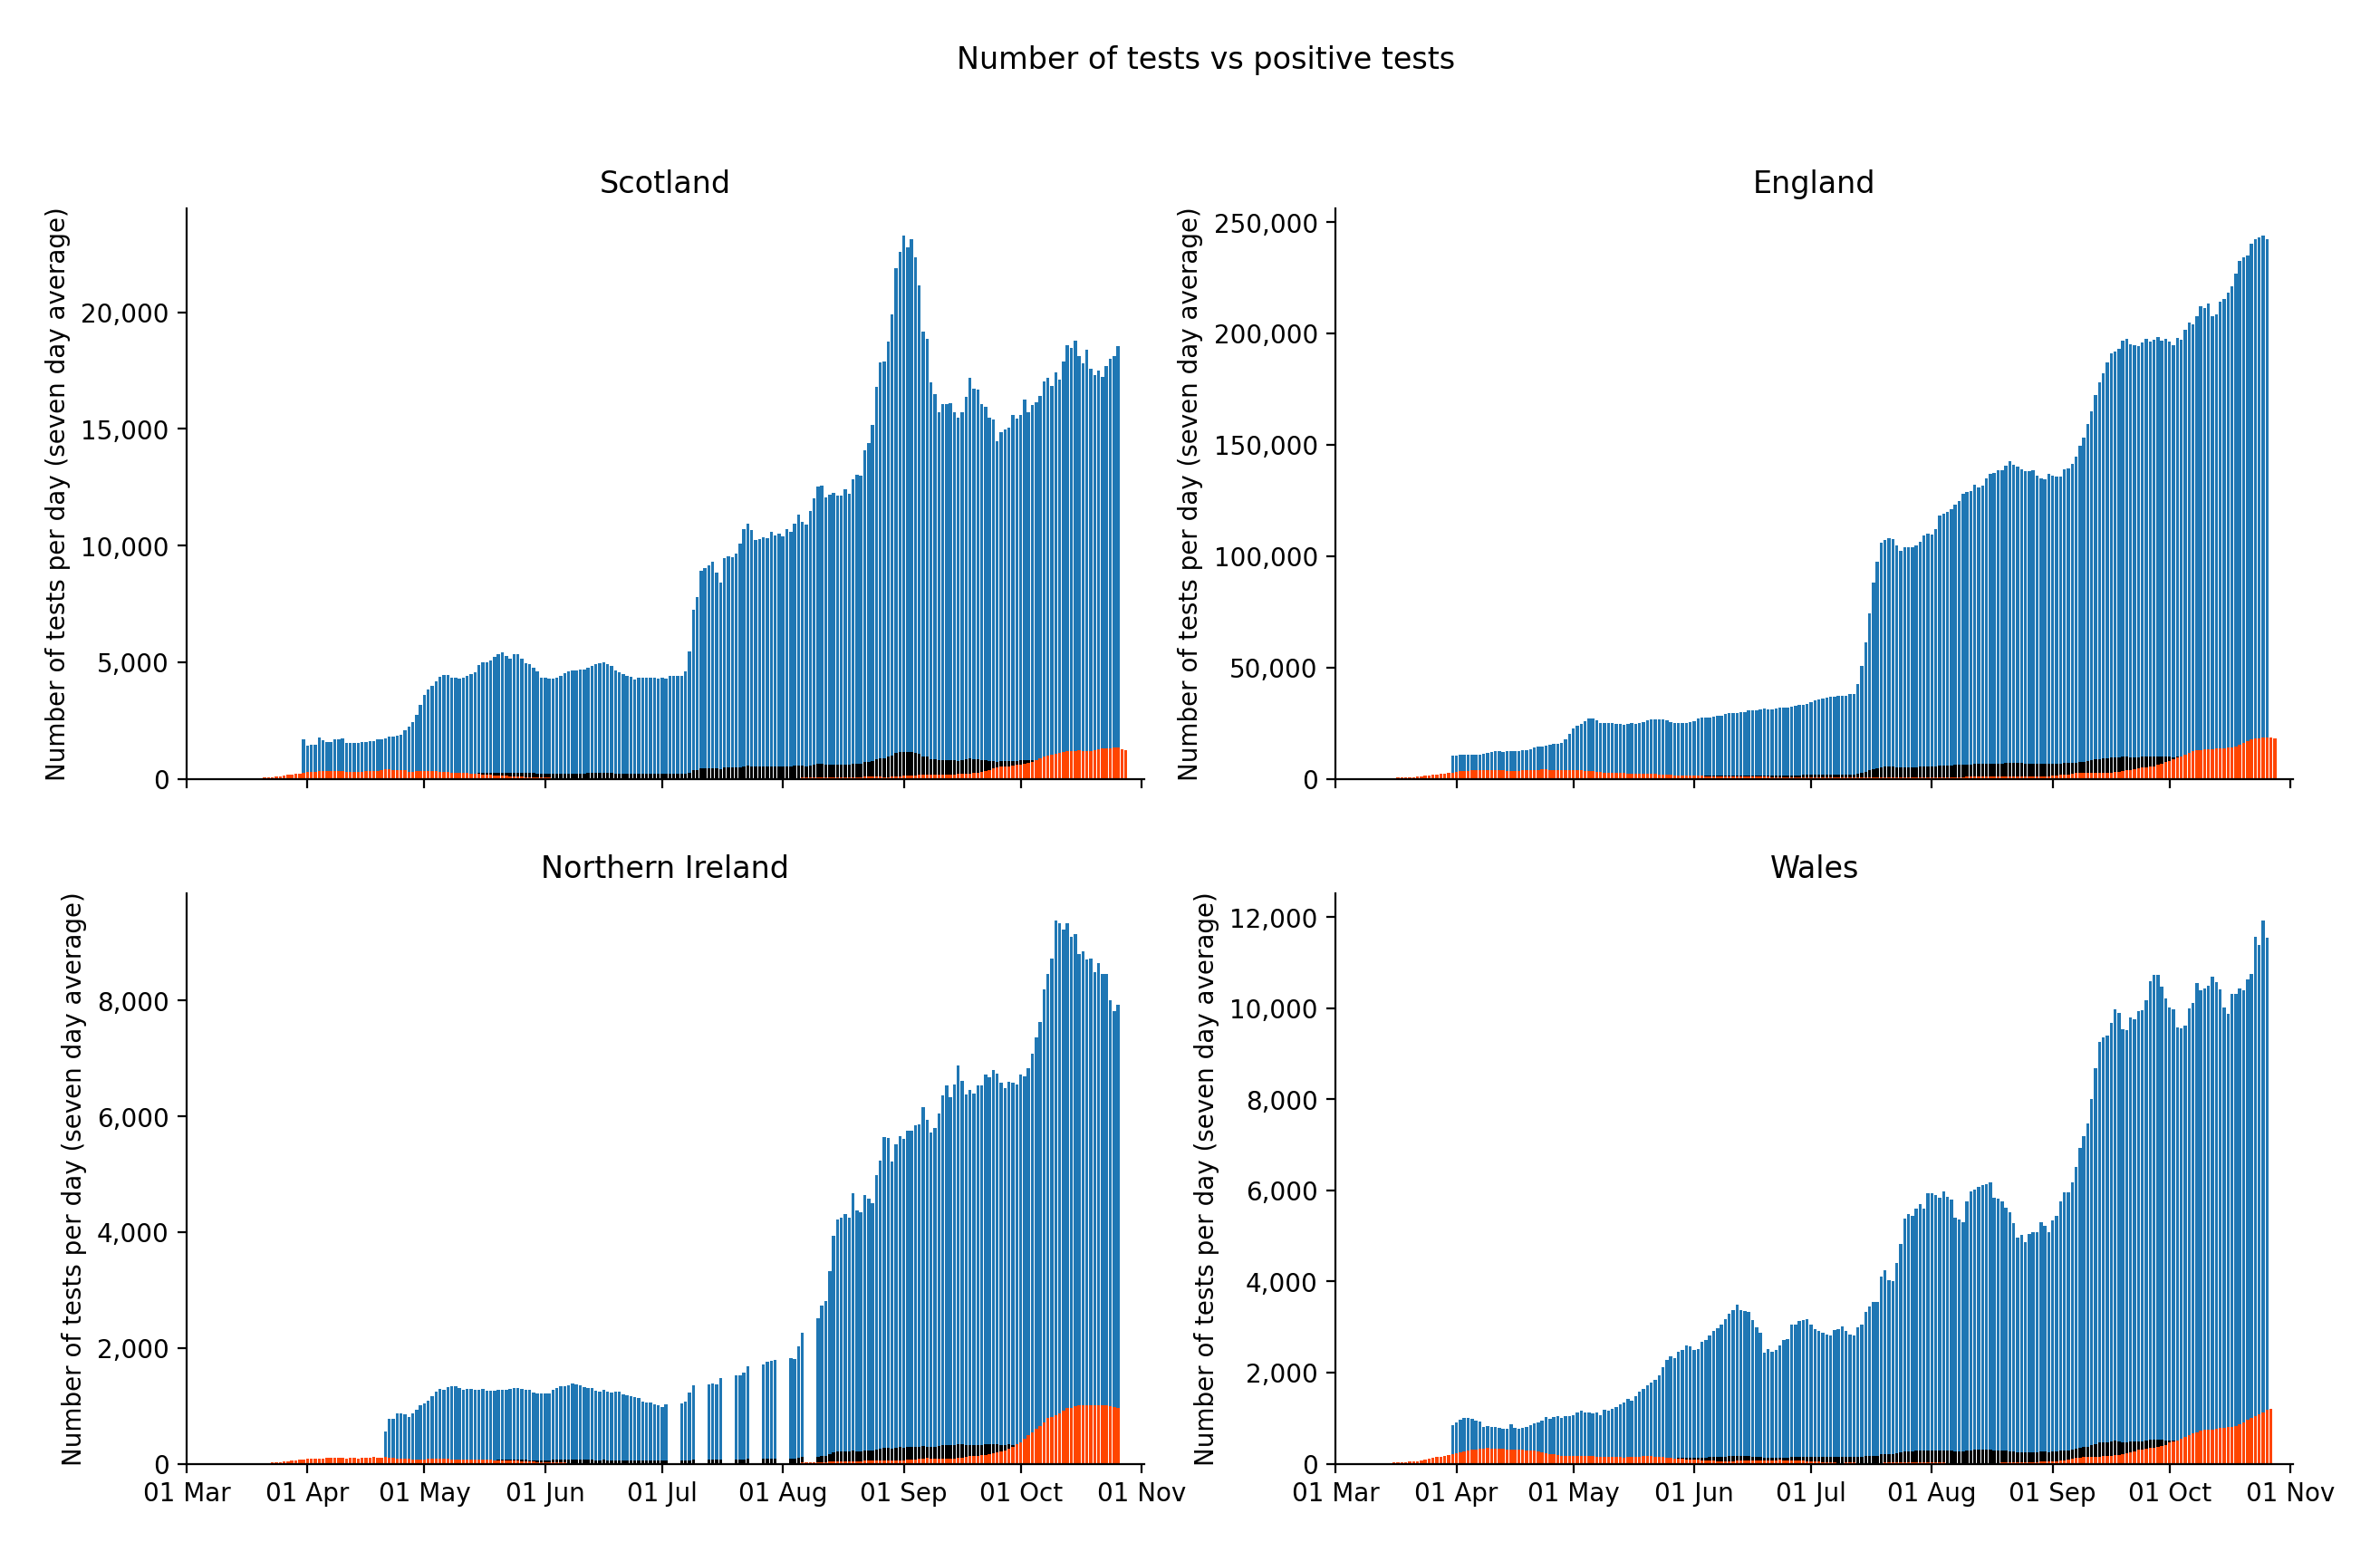 Number of tests vs positive tests
Scotland
Number of tests per day (seven day average)
20,000
15,000
10,000
5,000
0
England
Number of tests per day (seven day average)
250,000
200,000
150,000
100,000
50,000
0
Northern Ireland
Number of tests per day (seven day average)
8,000
6,000
4,000
2,000
0
01 Mar 01 Apr 01 May 01 Jun 01 Jul 01 Aug 01 Sep 01 Oct 01 Nov
Wales
Number of tests per day (seven day average)
12,000
10,000
8,000
6,000
4,000
2,000
0
01 Mar 01 Apr 01 May 01 Jun 01 Jul 01 Aug 01 Sep 01 Oct 01 Nov